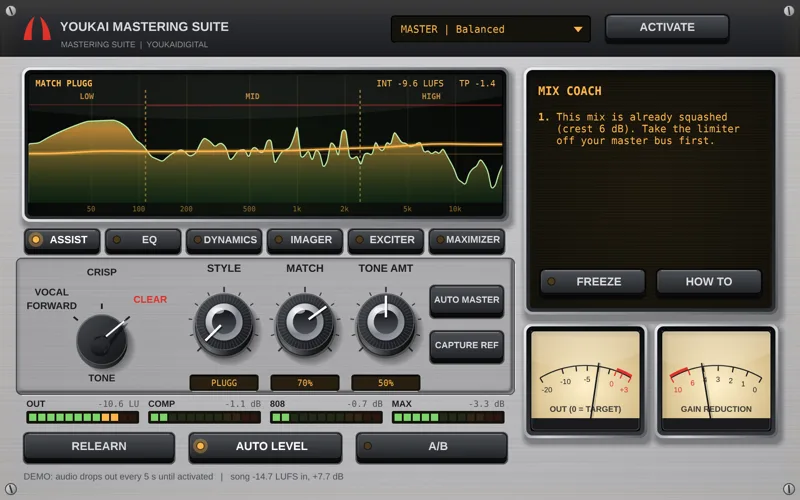 YOUKAI MASTERING SUITE
MASTERING SUITE | YOUKAIDIGITAL
MASTER | Balanced
ACTIVATE
MATCH PLUGG
INT -9.6 LUFS TP -1.4
LOW MID HIGH
50 100 200 500 1k 2k 5k 10k
MIX COACH
1. This mix is already squashed
(crest 6 dB). Take the limiter
off your master bus first.
FREEZE
HOW TO
ASSIST
EQ
DYNAMICS
IMAGER
EXCITER
MAXIMIZER
CRISP
VOCAL
FORWARD
CLEAR
TONE
STYLE
PLUGG
MATCH
70%
TONE AMT
50%
AUTO MASTER
CAPTURE REF
-20 -10 -5 0 +3
OUT (0 = TARGET)
10 6 3 2 1 0
GAIN REDUCTION
OUT -10.6 LU
COMP -1.1 dB
808 -0.7 dB
MAX -3.3 dB
RELEARN
AUTO LEVEL
A/B
DEMO: audio drops out every 5 s until activated | song -14.7 LUFS in, +7.7 dB